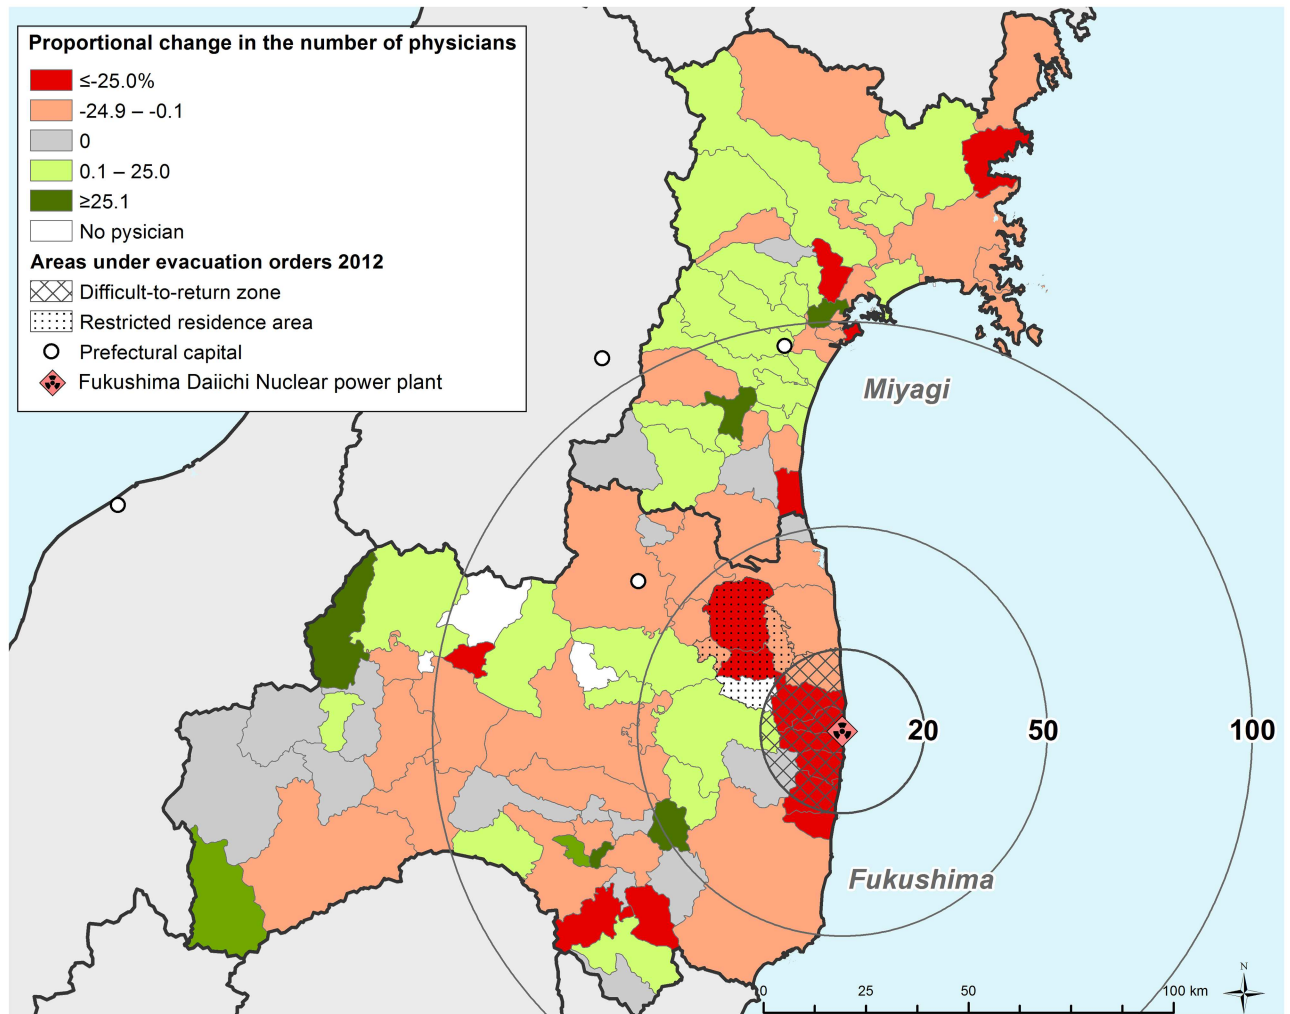 Proportional change in the number of physicians
≤-25.0%
-24.9 – -0.1
0
0.1 – 25.0
≥25.1
No pysician
Areas under evacuation orders 2012
Difficult-to-return zone
Restricted residence area
Prefectural capital
Fukushima Daiichi Nuclear power plant
Miyagi
20
50
100
Fukushima
N
0 25 50 100 km